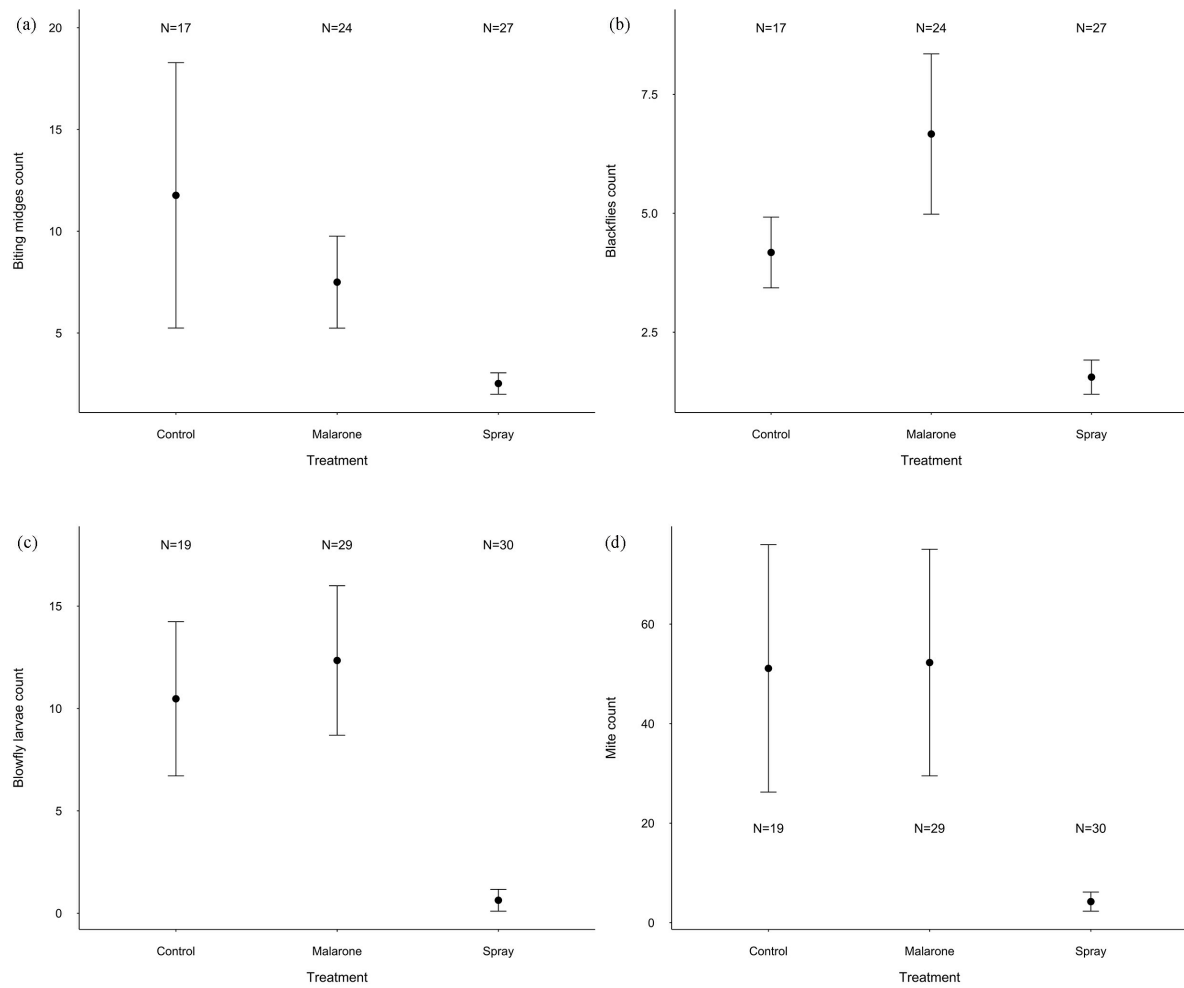 (a)
20
15
10
5
N=17
N=24
N=27
Biting midges count
Control
Malarone
Spray
Treatment
(b)
7.5
5.0
2.5
N=17
N=24
N=27
Blackflies count
Control
Malarone
Spray
Treatment
(c)
15
10
5
0
N=19
N=29
N=30
Blowfly larvae count
Control
Malarone
Spray
Treatment
(d)
60
40
20
0
N=19
N=29
N=30
Mite count
Control
Malarone
Spray
Treatment